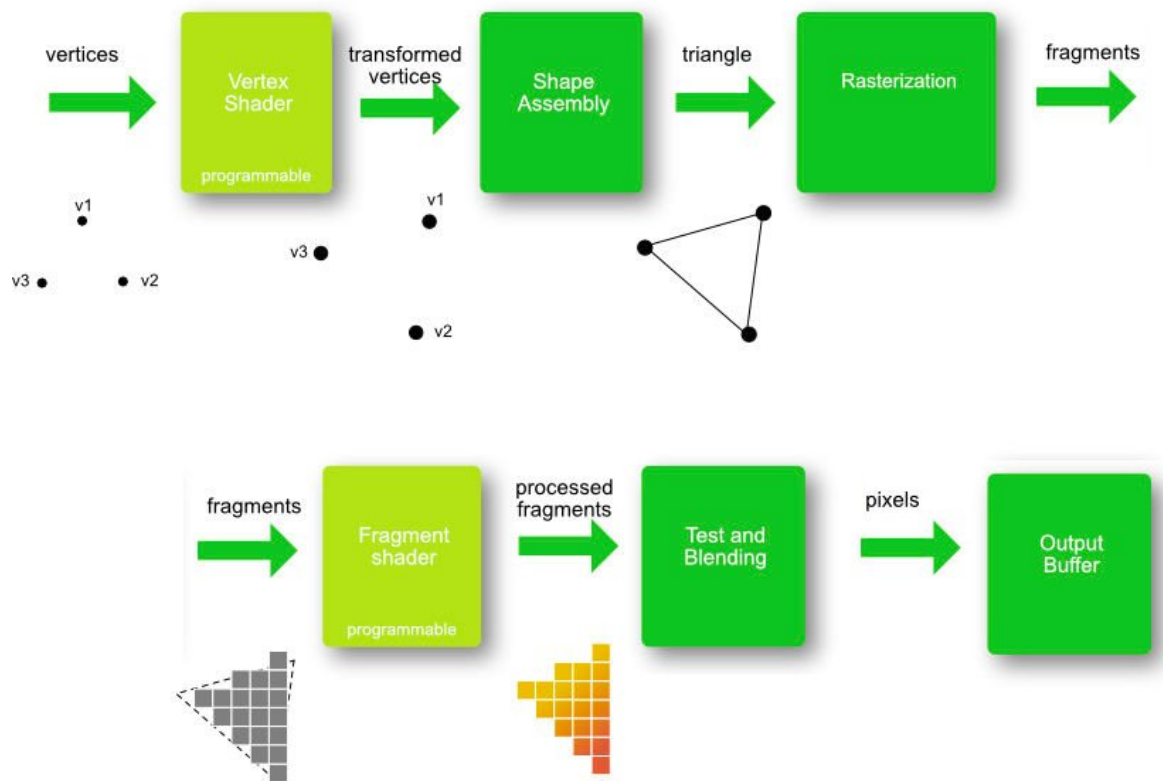 vertices
Vertex
Shader
programmable
transformed
vertices
Shape
Assembly
triangle
Rasterization
fragments
v1
v3
v2
v1
v3
v2
fragments
Fragment
shader
programmable
processed
fragments
Test and
Blending
pixels
Output
Buffer